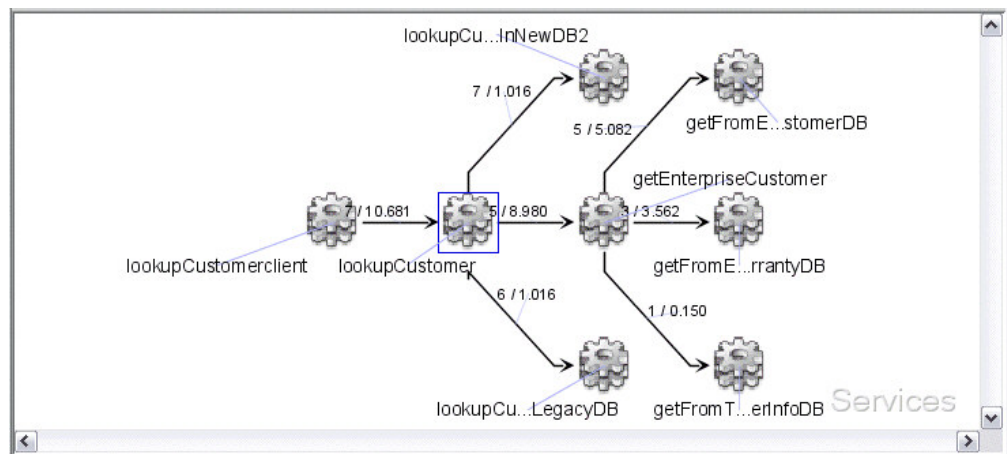 lookupCu...InNewDB2
7 / 1.016
5 / 5.082
getFromE...stomerDB
getEnterpriseCustomer
7 / 10.681
5 / 8.980
3 / 3.562
lookupCustomerclient
lookupCustomer
getFromE...rrantyDB
6 / 1.016
1 / 0.150
lookupCu...LegacyDB
getFromT...erInfoDB
Services